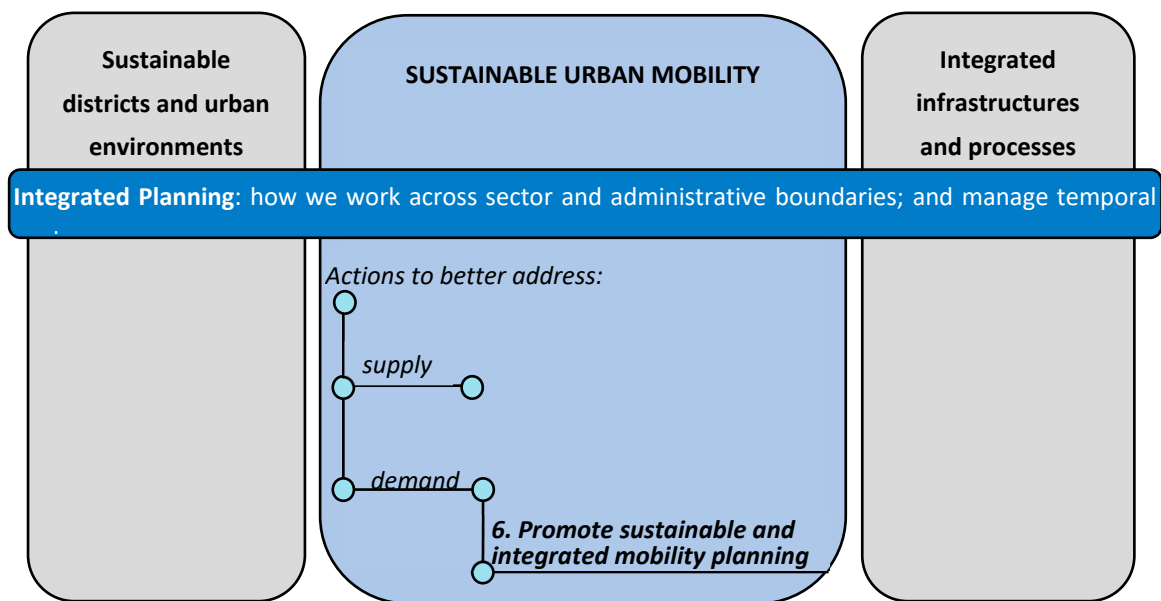 Sustainable
districts and urban
environments
SUSTAINABLE URBAN MOBILITY
Integrated
infrastructures
and processes
Integrated Planning: how we work across sector and administrative boundaries; and manage temporal
.
Actions to better address:
supply
demand
6. Promote sustainable and
integrated mobility planning